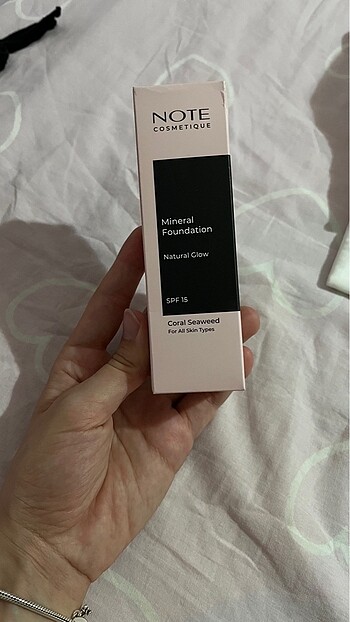 NOTE
COSMETIQUE
Mineral
Foundation
Natural Glow
SPF 15
Coral Seaweed
For All Skin Types